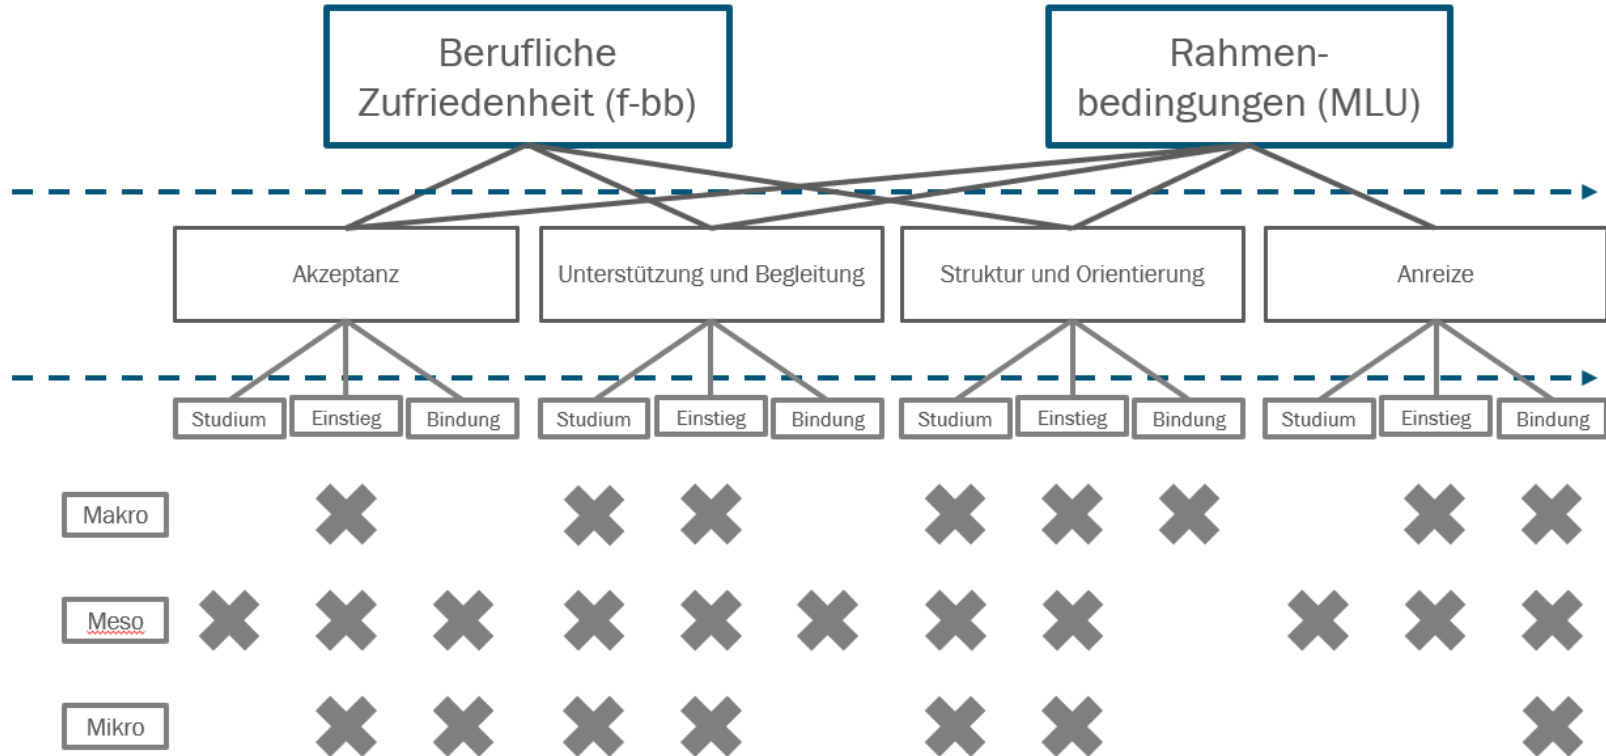 Berufliche
Zufriedenheit (f-bb)
Rahmen-
bedingungen (MLU)
Akzeptanz
Unterstützung und Begleitung
Struktur und Orientierung
Anreize
Studium
Einstieg
Bindung
Studium
Einstieg
Bindung
Studium
Einstieg
Bindung
Studium
Einstieg
Bindung
Makro
Meso
Mikro